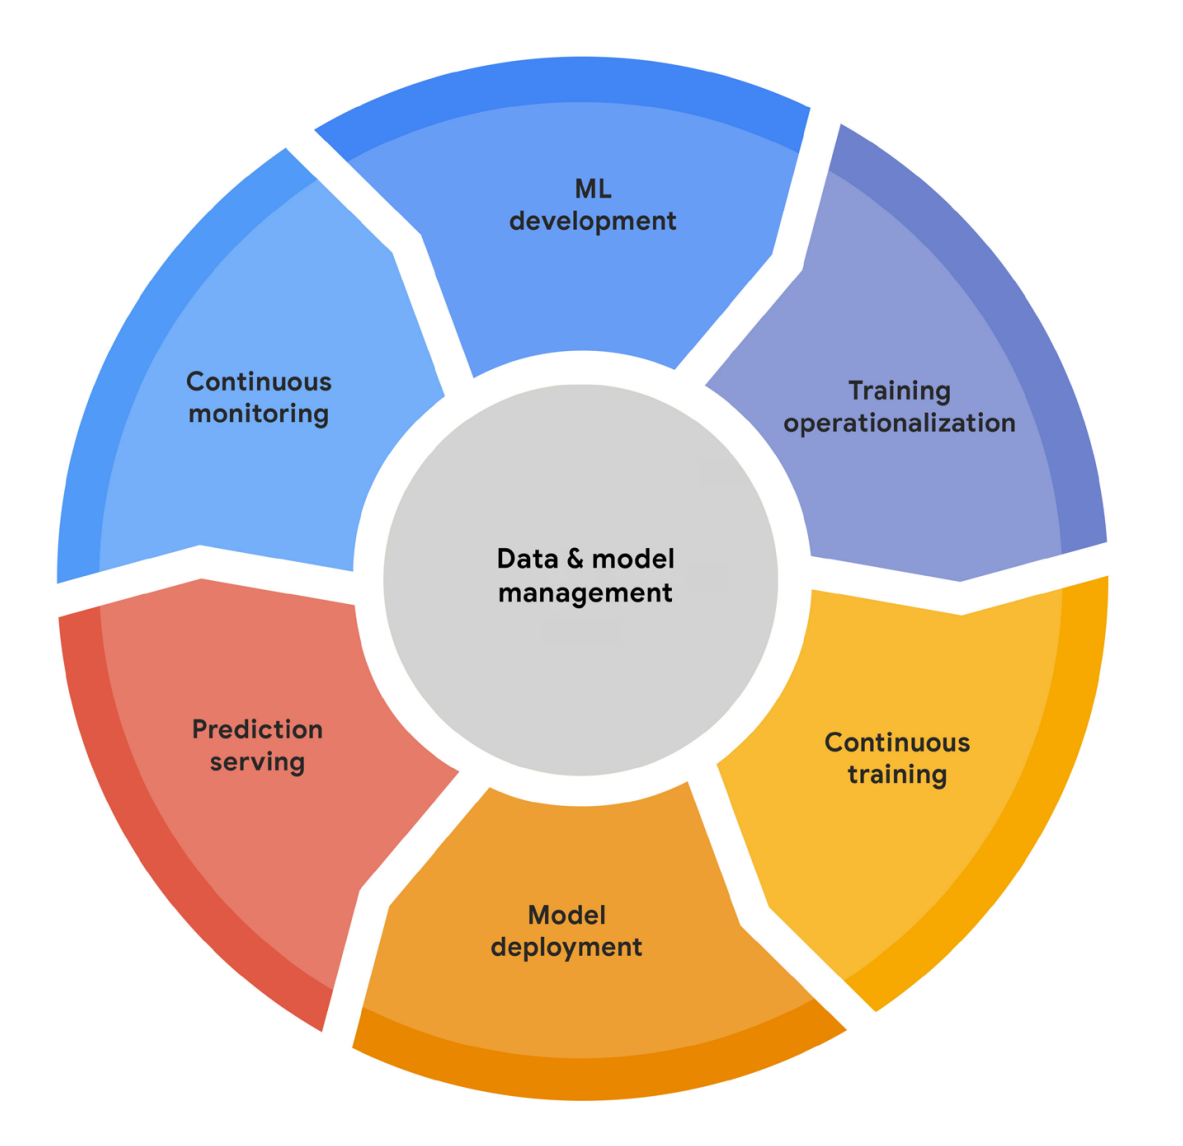 ML
development
Training
operationalization
Continuous
training
Model
deployment
Prediction
serving
Continuous
monitoring
Data & model
management